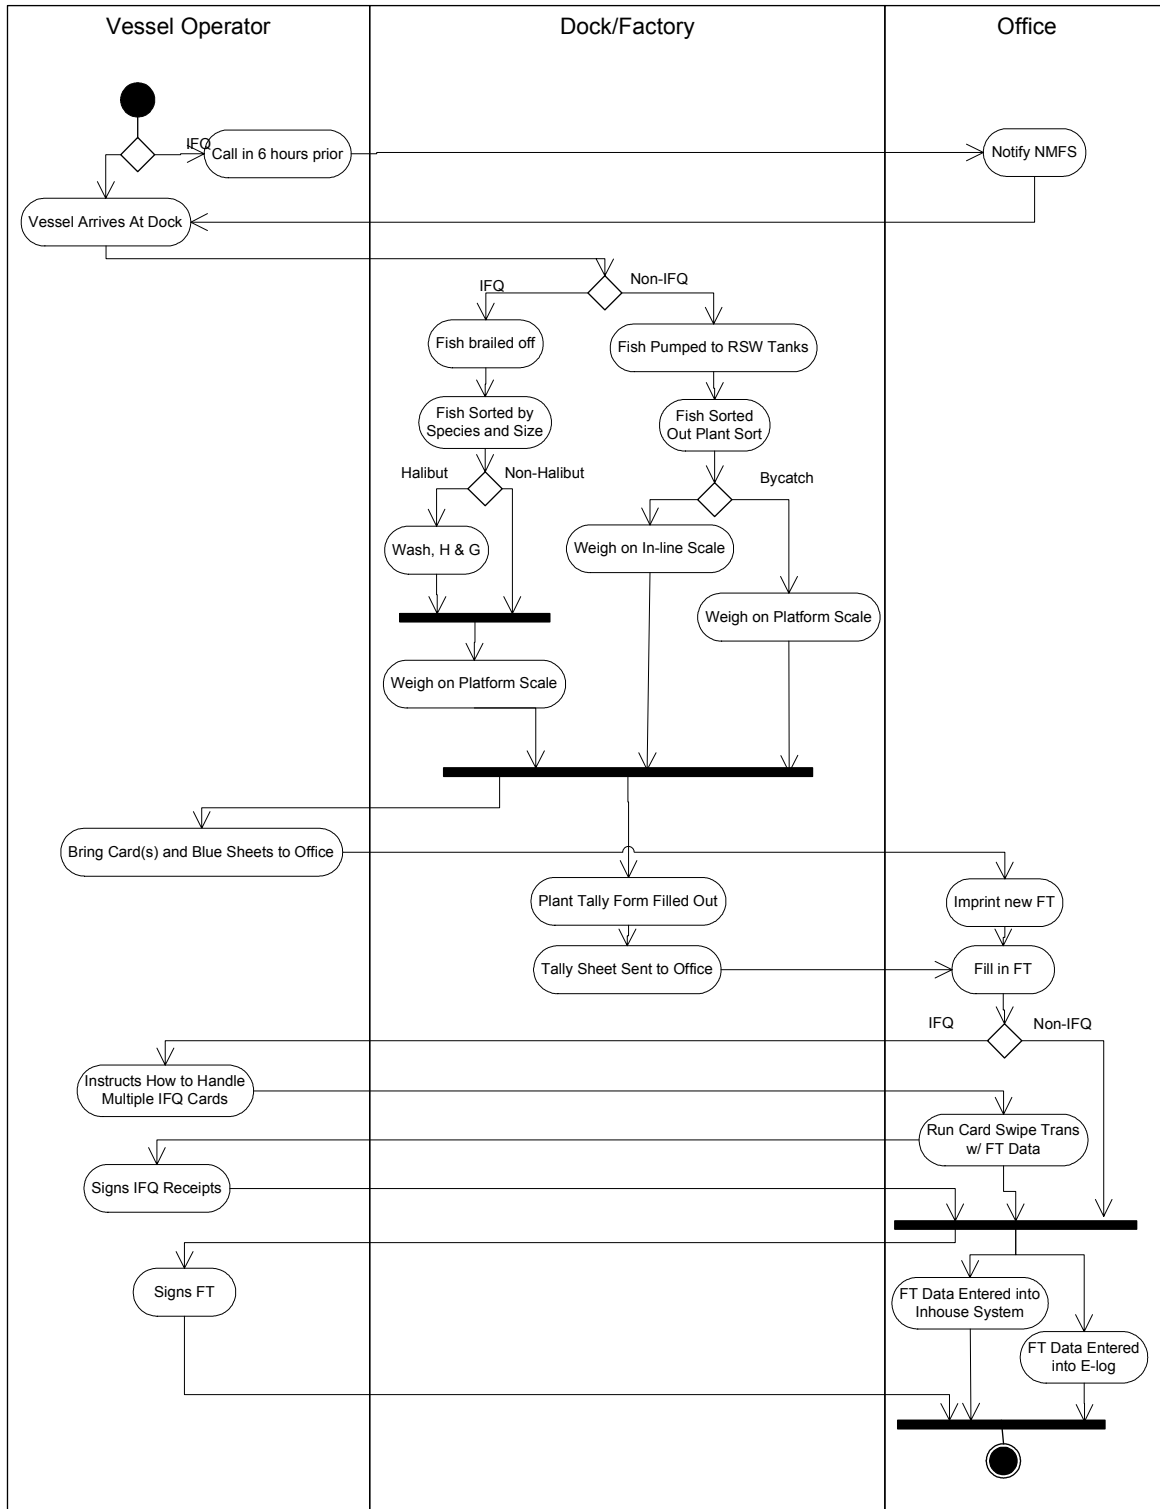 Vessel Operator
Dock/Factory
Office
IFQ
Call in 6 hours prior
Notify NMFS
Vessel Arrives At Dock
IFQ
Non-IFQ
Fish brailed off
Fish Pumped to RSW Tanks
Fish Sorted by
Species and Size
Fish Sorted
Out Plant Sort
Halibut
Non-Halibut
Bycatch
Wash, H & G
Weigh on In-line Scale
Weigh on Platform Scale
Weigh on Platform Scale
Bring Card(s) and Blue Sheets to Office
Plant Tally Form Filled Out
Imprint new FT
Tally Sheet Sent to Office
Fill in FT
IFQ
Non-IFQ
Instructs How to Handle
Multiple IFQ Cards
Run Card Swipe Trans
w/ FT Data
Signs IFQ Receipts
Signs FT
FT Data Entered into
Inhouse System
FT Data Entered
into E-log